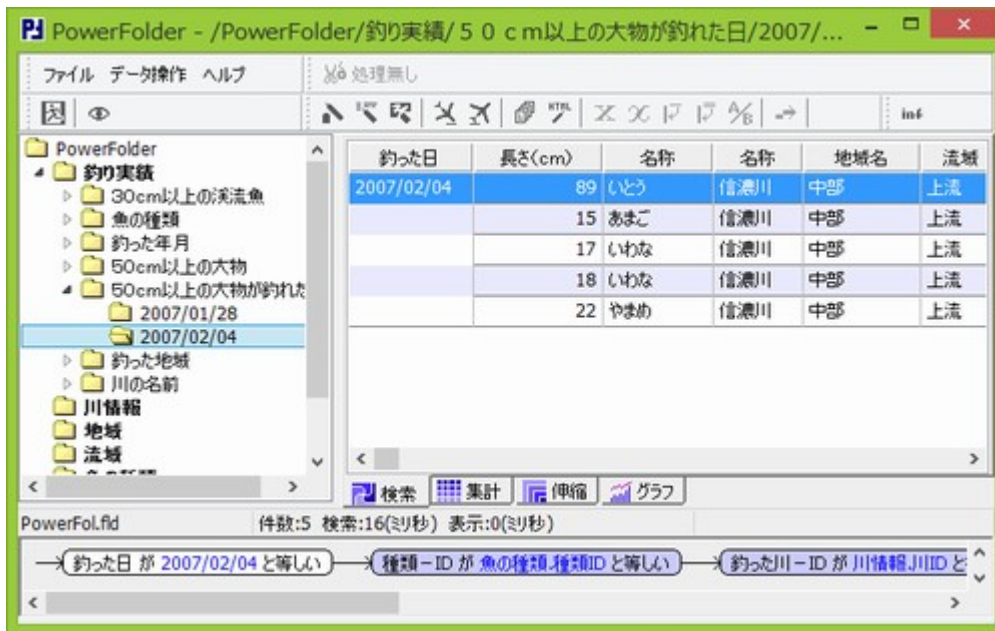 PowerFolder - /PowerFolder/釣り実績/５０ｃm以上の大物が釣れた日/2007/...
ファイル データ操作 ヘルプ
処理無し
HTML
A/B
inf
PowerFolder
釣り実績
30cm以上の渓流魚
魚の種類
釣った年月
50cm以上の大物
50cm以上の大物が釣れた
2007/01/28
2007/02/04
釣った地域
川の名前
川情報
地域
流域
釣った日 長さ(cm) 名称 名称 地域名 流域
2007/02/04 89 いとう 信濃川 中部 上流
15 あまご 信濃川 中部 上流
17 いわな 信濃川 中部 上流
18 いわな 信濃川 中部 上流
22 やまめ 信濃川 中部 上流
検索 集計 伸縮 グラフ
PowerFol.fld 件数:5 検索:16(ミリ秒) 表示:0(ミリ秒)
釣った日 が 2007/02/04 と等しい 種類－ID が 魚の種類.種類ID と等しい 釣った川－ID が 川情報.川ID と